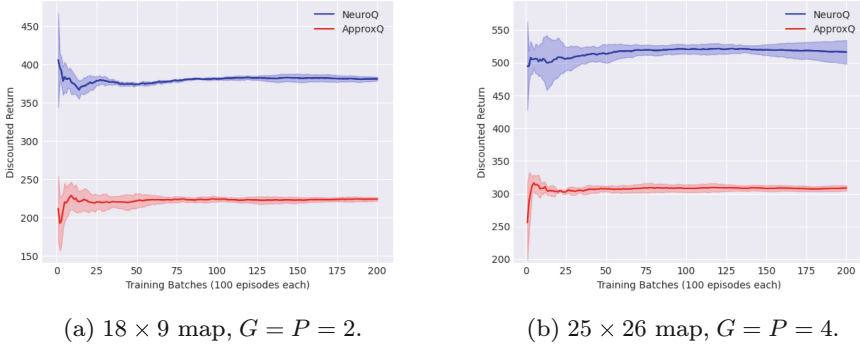 NeuroQ
ApproxQ
450
400
350
300
250
200
150
Discounted Return
0 25 50 75 100 125 150 175 200
Training Batches (100 episodes each)
(a) 18 × 9 map, G = P = 2.
NeuroQ
ApproxQ
550
500
450
400
350
300
250
200
Discounted Return
0 25 50 75 100 125 150 175 200
Training Batches (100 episodes each)
(b) 25 × 26 map, G = P = 4.